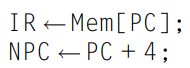 IR←Mem[PC];
NPC←PC + 4;